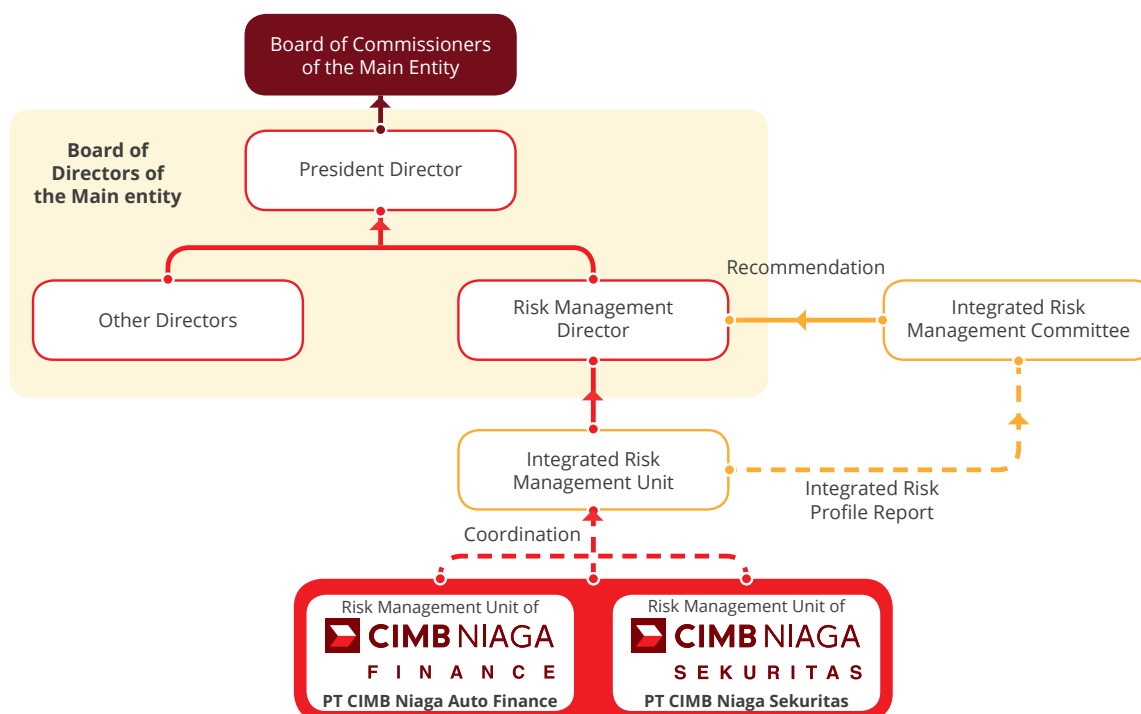 Board of Commissioners
of the Main Entity
Board of
Directors of
the Main entity
President Director
Other Directors
Risk Management
Director
Recommendation
Integrated Risk
Management Committee
Integrated Risk
Management Unit
Integrated Risk
Profile Report
Coordination
Risk Management Unit of
CIMB NIAGA
FINANCE
PT CIMB Niaga Auto Finance
Risk Management Unit of
CIMB NIAGA
SEKURITAS
PT CIMB Niaga Sekuritas